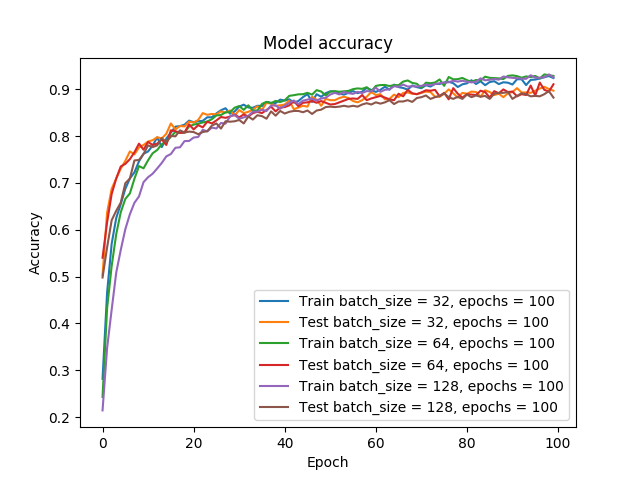 Model accuracy
Accuracy
0.9
0.8
0.7
0.6
0.5
0.4
0.3
0.2
Train batch_size = 32, epochs = 100
Test batch_size = 32, epochs = 100
Train batch_size = 64, epochs = 100
Test batch_size = 64, epochs = 100
Train batch_size = 128, epochs = 100
Test batch_size = 128, epochs = 100
0 20 40 60 80 100
Epoch